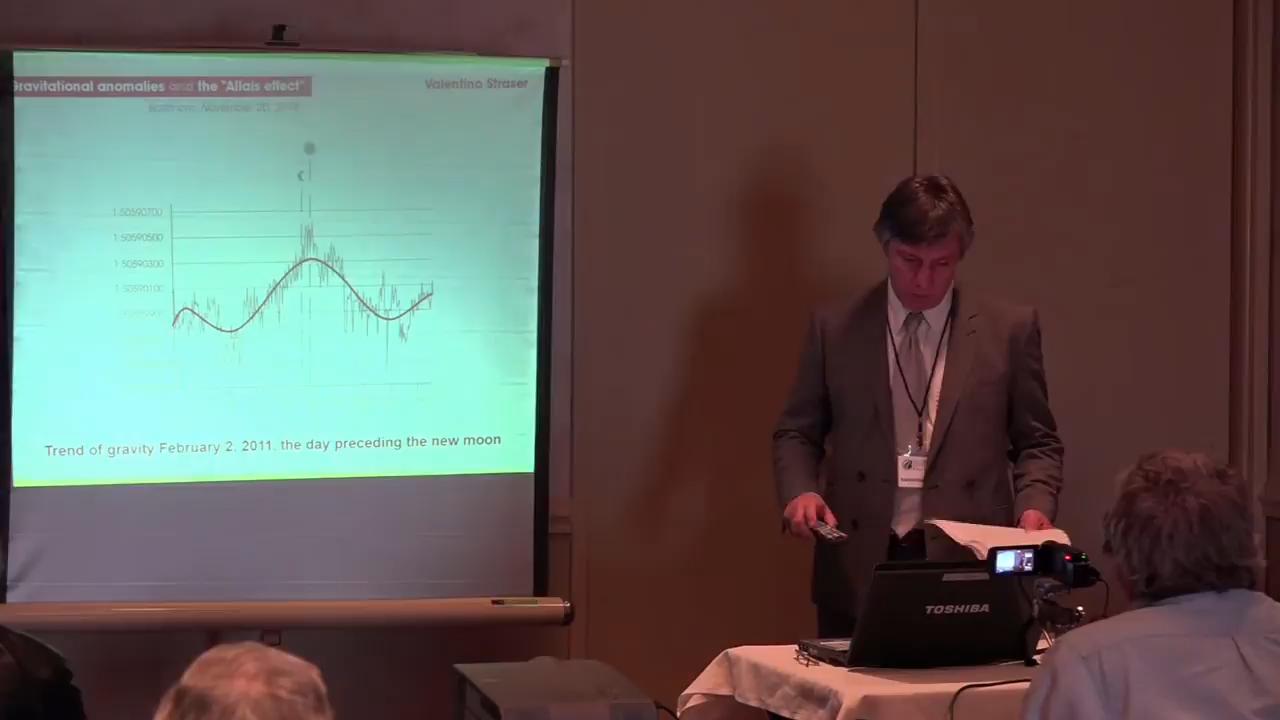 Gravitational anomalies and the "Allais effect"
Valentino Straser
1.50590700
1.50590500
1.50590300
1.50590100
Trend of gravity February 2, 2011, the day preceding the new moon
TOSHIBA